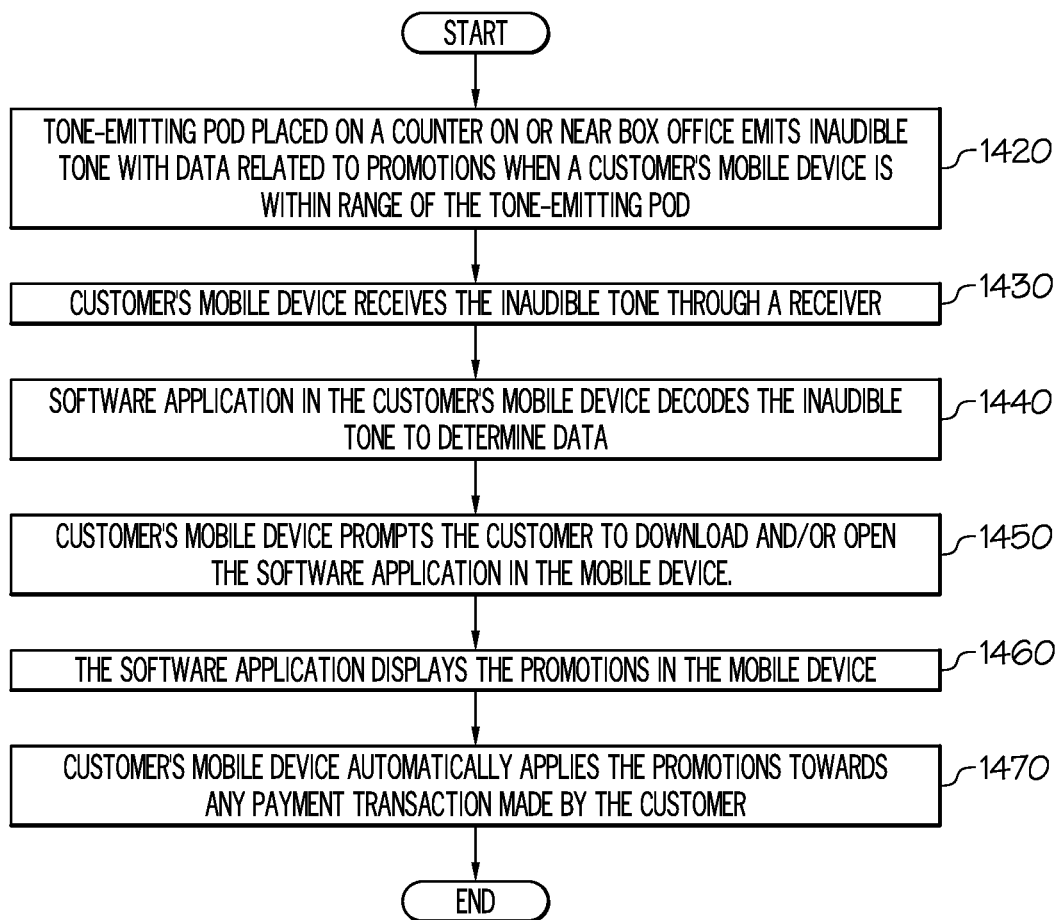 START
TONE-EMITTING POD PLACED ON A COUNTER ON OR NEAR BOX OFFICE EMITS INAUDIBLE
TONE WITH DATA RELATED TO PROMOTIONS WHEN A CUSTOMER'S MOBILE DEVICE IS
WITHIN RANGE OF THE TONE-EMITTING POD
1420
CUSTOMER'S MOBILE DEVICE RECEIVES THE INAUDIBLE TONE THROUGH A RECEIVER
1430
SOFTWARE APPLICATION IN THE CUSTOMER'S MOBILE DEVICE DECODES THE INAUDIBLE
TONE TO DETERMINE DATA
1440
CUSTOMER'S MOBILE DEVICE PROMPTS THE CUSTOMER TO DOWNLOAD AND/OR OPEN
THE SOFTWARE APPLICATION IN THE MOBILE DEVICE.
1450
THE SOFTWARE APPLICATION DISPLAYS THE PROMOTIONS IN THE MOBILE DEVICE
1460
CUSTOMER'S MOBILE DEVICE AUTOMATICALLY APPLIES THE PROMOTIONS TOWARDS
ANY PAYMENT TRANSACTION MADE BY THE CUSTOMER
1470
END